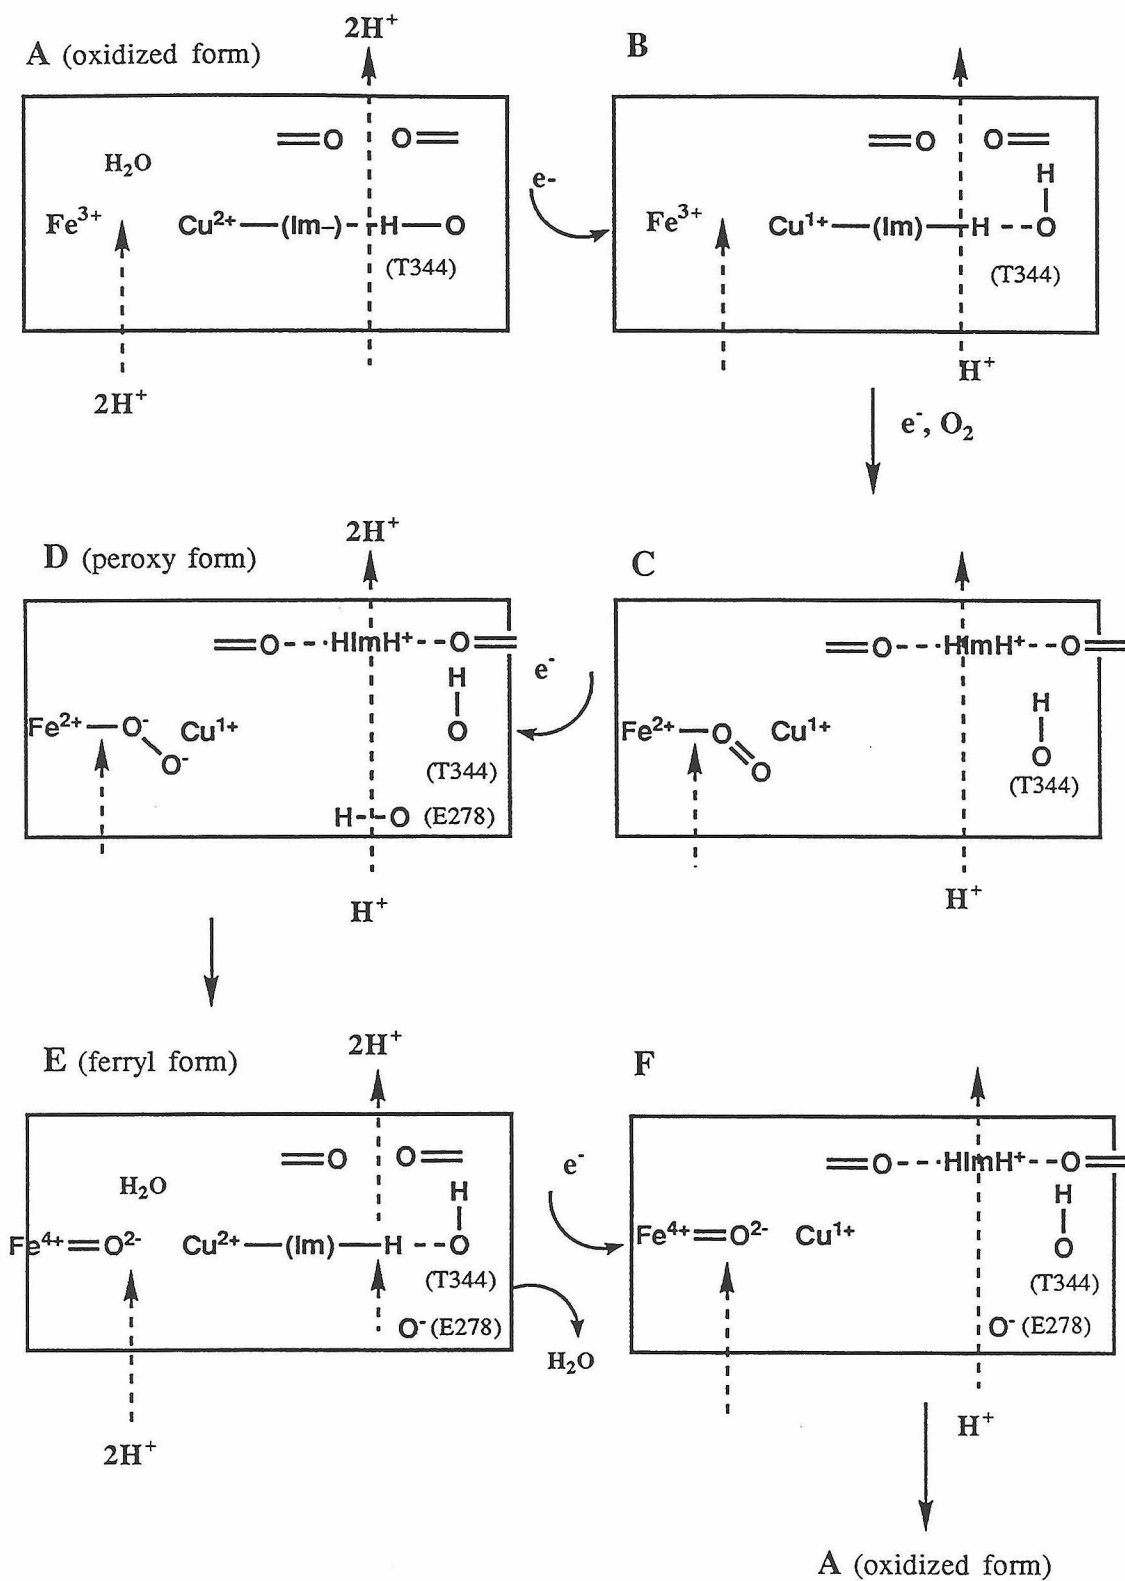 A (oxidized form)
2H⁺
=O O=
H₂O
Fe³⁺ Cu²⁺—(Im–)--H—O
(T344)
2H⁺
e-
B
=O O=
H
Fe³⁺ Cu¹⁺—(Im)—H--O
(T344)
H⁺
e⁻, O₂
C
=O---HImH⁺--O=
Fe²⁺—O Cu¹⁺
H
O
O
(T344)
H⁺
e⁻
D (peroxy form)
2H⁺
=O---HImH⁺--O=
H
Fe²⁺—O⁻ Cu¹⁺
O
O⁻
(T344)
H--O (E278)
H⁺
E (ferryl form)
2H⁺
=O O=
H₂O
H
Fe⁴⁺=O²⁻ Cu²⁺—(Im)—H--O
(T344)
O⁻ (E278)
2H⁺
H₂O
e⁻
F
=O---HImH⁺--O=
H
Fe⁴⁺=O²⁻ Cu¹⁺
O
(T344)
O⁻ (E278)
H⁺
A (oxidized form)